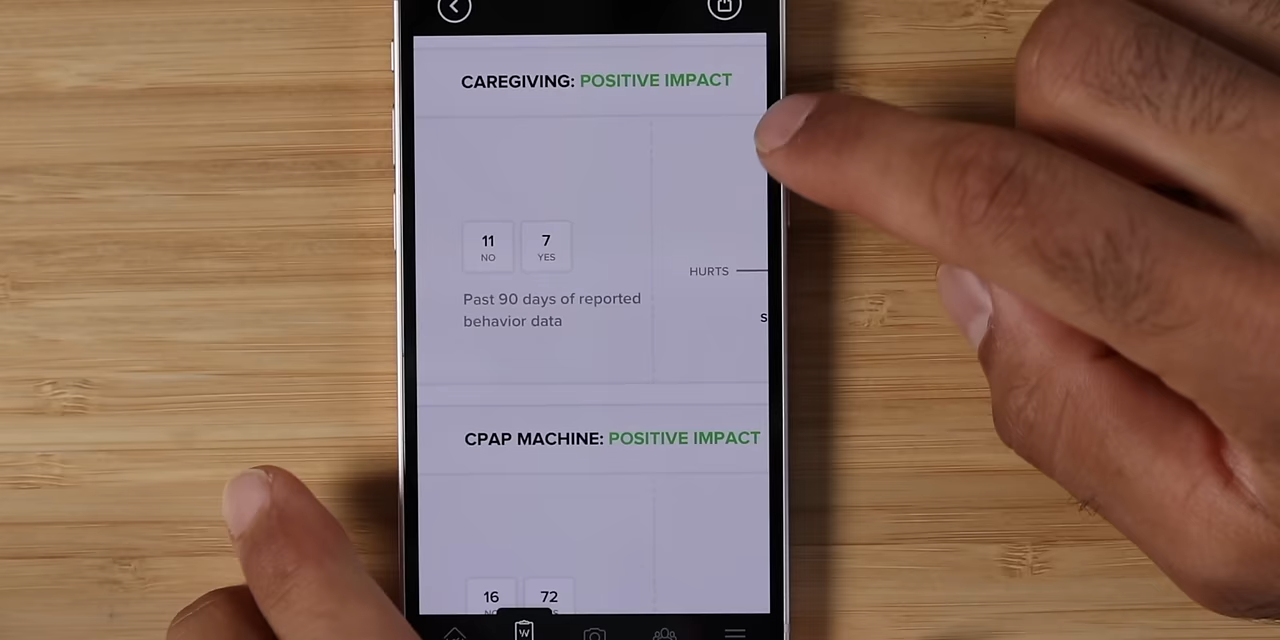 CAREGIVING: POSITIVE IMPACT
11 7
NO YES
Past 90 days of reported
behavior data
HURTS
S
CPAP MACHINE: POSITIVE IMPACT
16 72
W